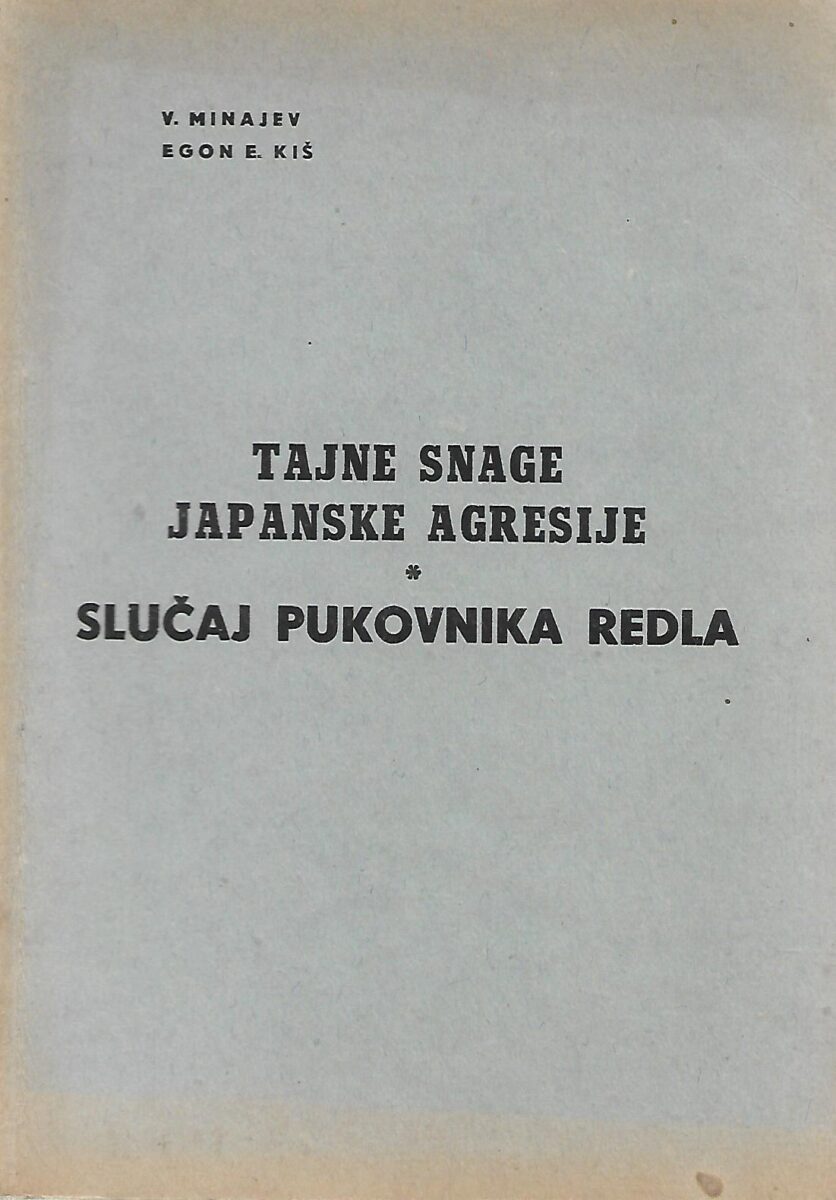 V. MINAJEV
EGON E. KIŠ
TAJNE SNAGE
JAPANSKE AGRESIJE
*
SLUČAJ PUKOVNIKA REDLA